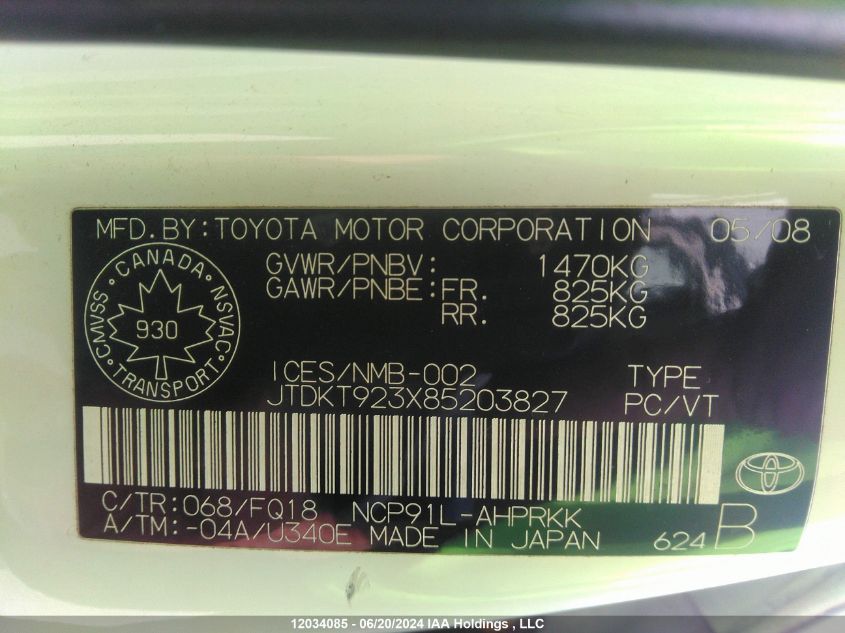 MFD.BY:TOYOTA MOTOR CORPORATION 05/08
GVWR/PNBV: 1470KG
GAWR/PNBE:FR. 825KG
RR. 825KG
CANADA
CMVSS NSVAC
930
TRANSPORT
ICES/NMB-002 TYPE
JTDKT923X85203827 PC/VT
C/TR:068/FQ18 NCP91L-AHPRKK
A/TM:-04A/U340E MADE IN JAPAN 624 B
12034085 - 06/20/2024 IAA Holdings , LLC